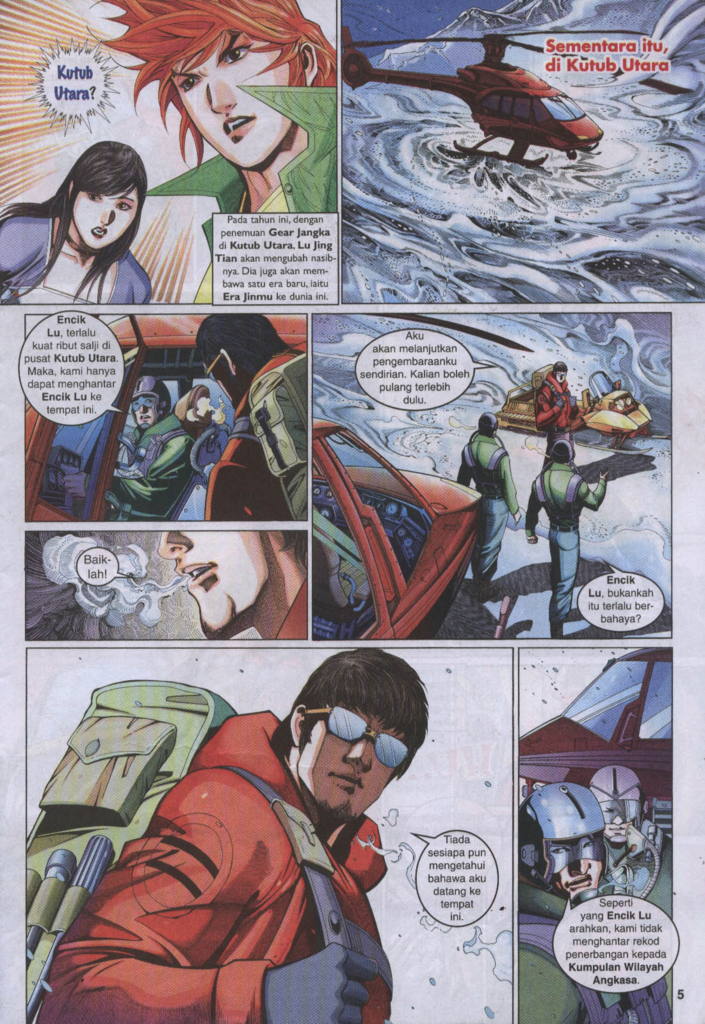 Kutub
Utara?
Pada tahun ini, dengan
penemuan Gear Jangka
di Kutub Utara, Lu Jing
Tian akan mengubah nasib-
nya. Dia juga akan mem-
bawa satu era baru, iaitu
Era Jinmu ke dunia ini.
Sementara itu,
di Kutub Utara
Encik
Lu, terlalu
kuat ribut salji di
pusat Kutub Utara.
Maka, kami hanya
dapat menghantar
Encik Lu ke
tempat ini.
Baik-
lah!
Aku
akan melanjutkan
pengembaraanku
sendirian. Kalian boleh
pulang terlebih
dulu.
Encik
Lu, bukankah
itu terlalu ber-
bahaya?
Tiada
sesiapa pun
mengetahui
bahawa aku
datang ke
tempat
ini.
Seperti
yang Encik Lu
arahkan, kami tidak
menghantar rekod
penerbangan kepada
Kumpulan Wilayah
Angkasa.
5